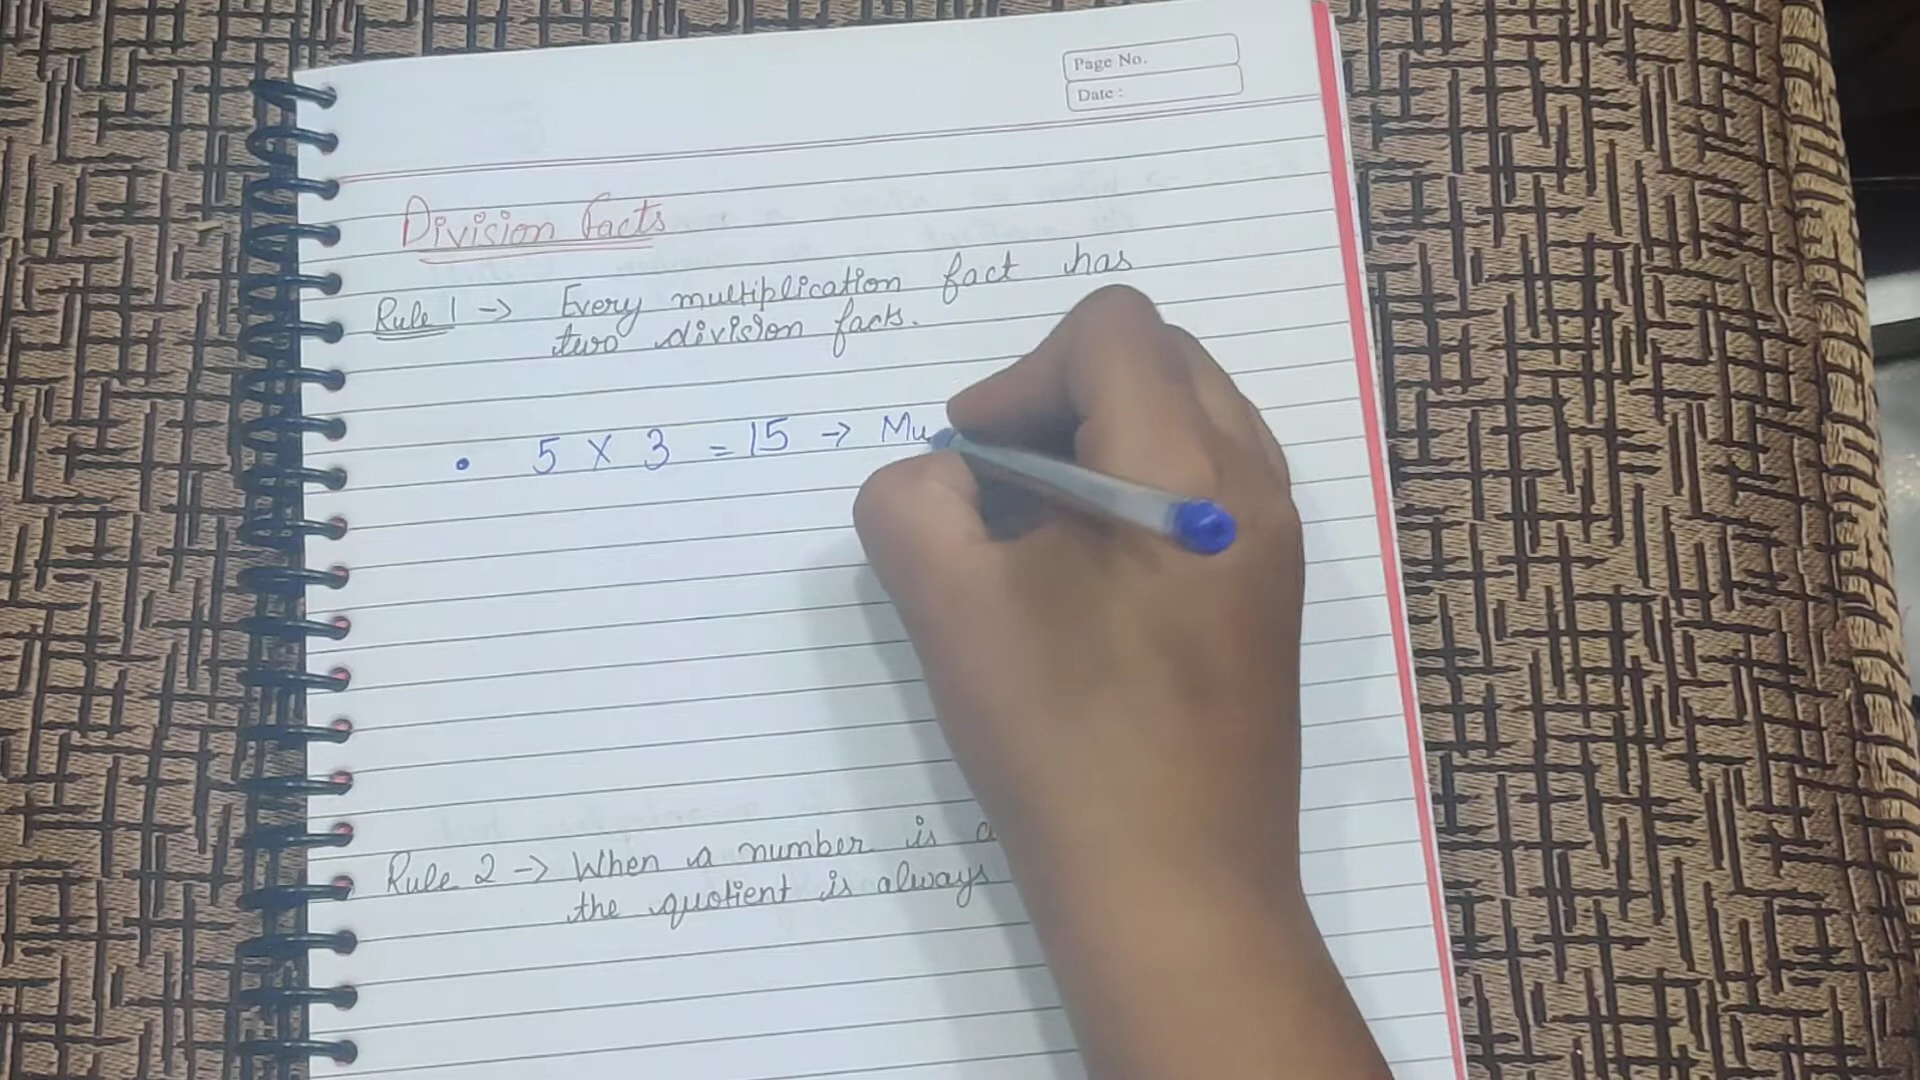 Page No.
Date :
Division Facts
Rule 1 → Every multiplication fact has
two division facts.
• 5 × 3 = 15 → Mu
Rule 2 → When a number is
the quotient is always